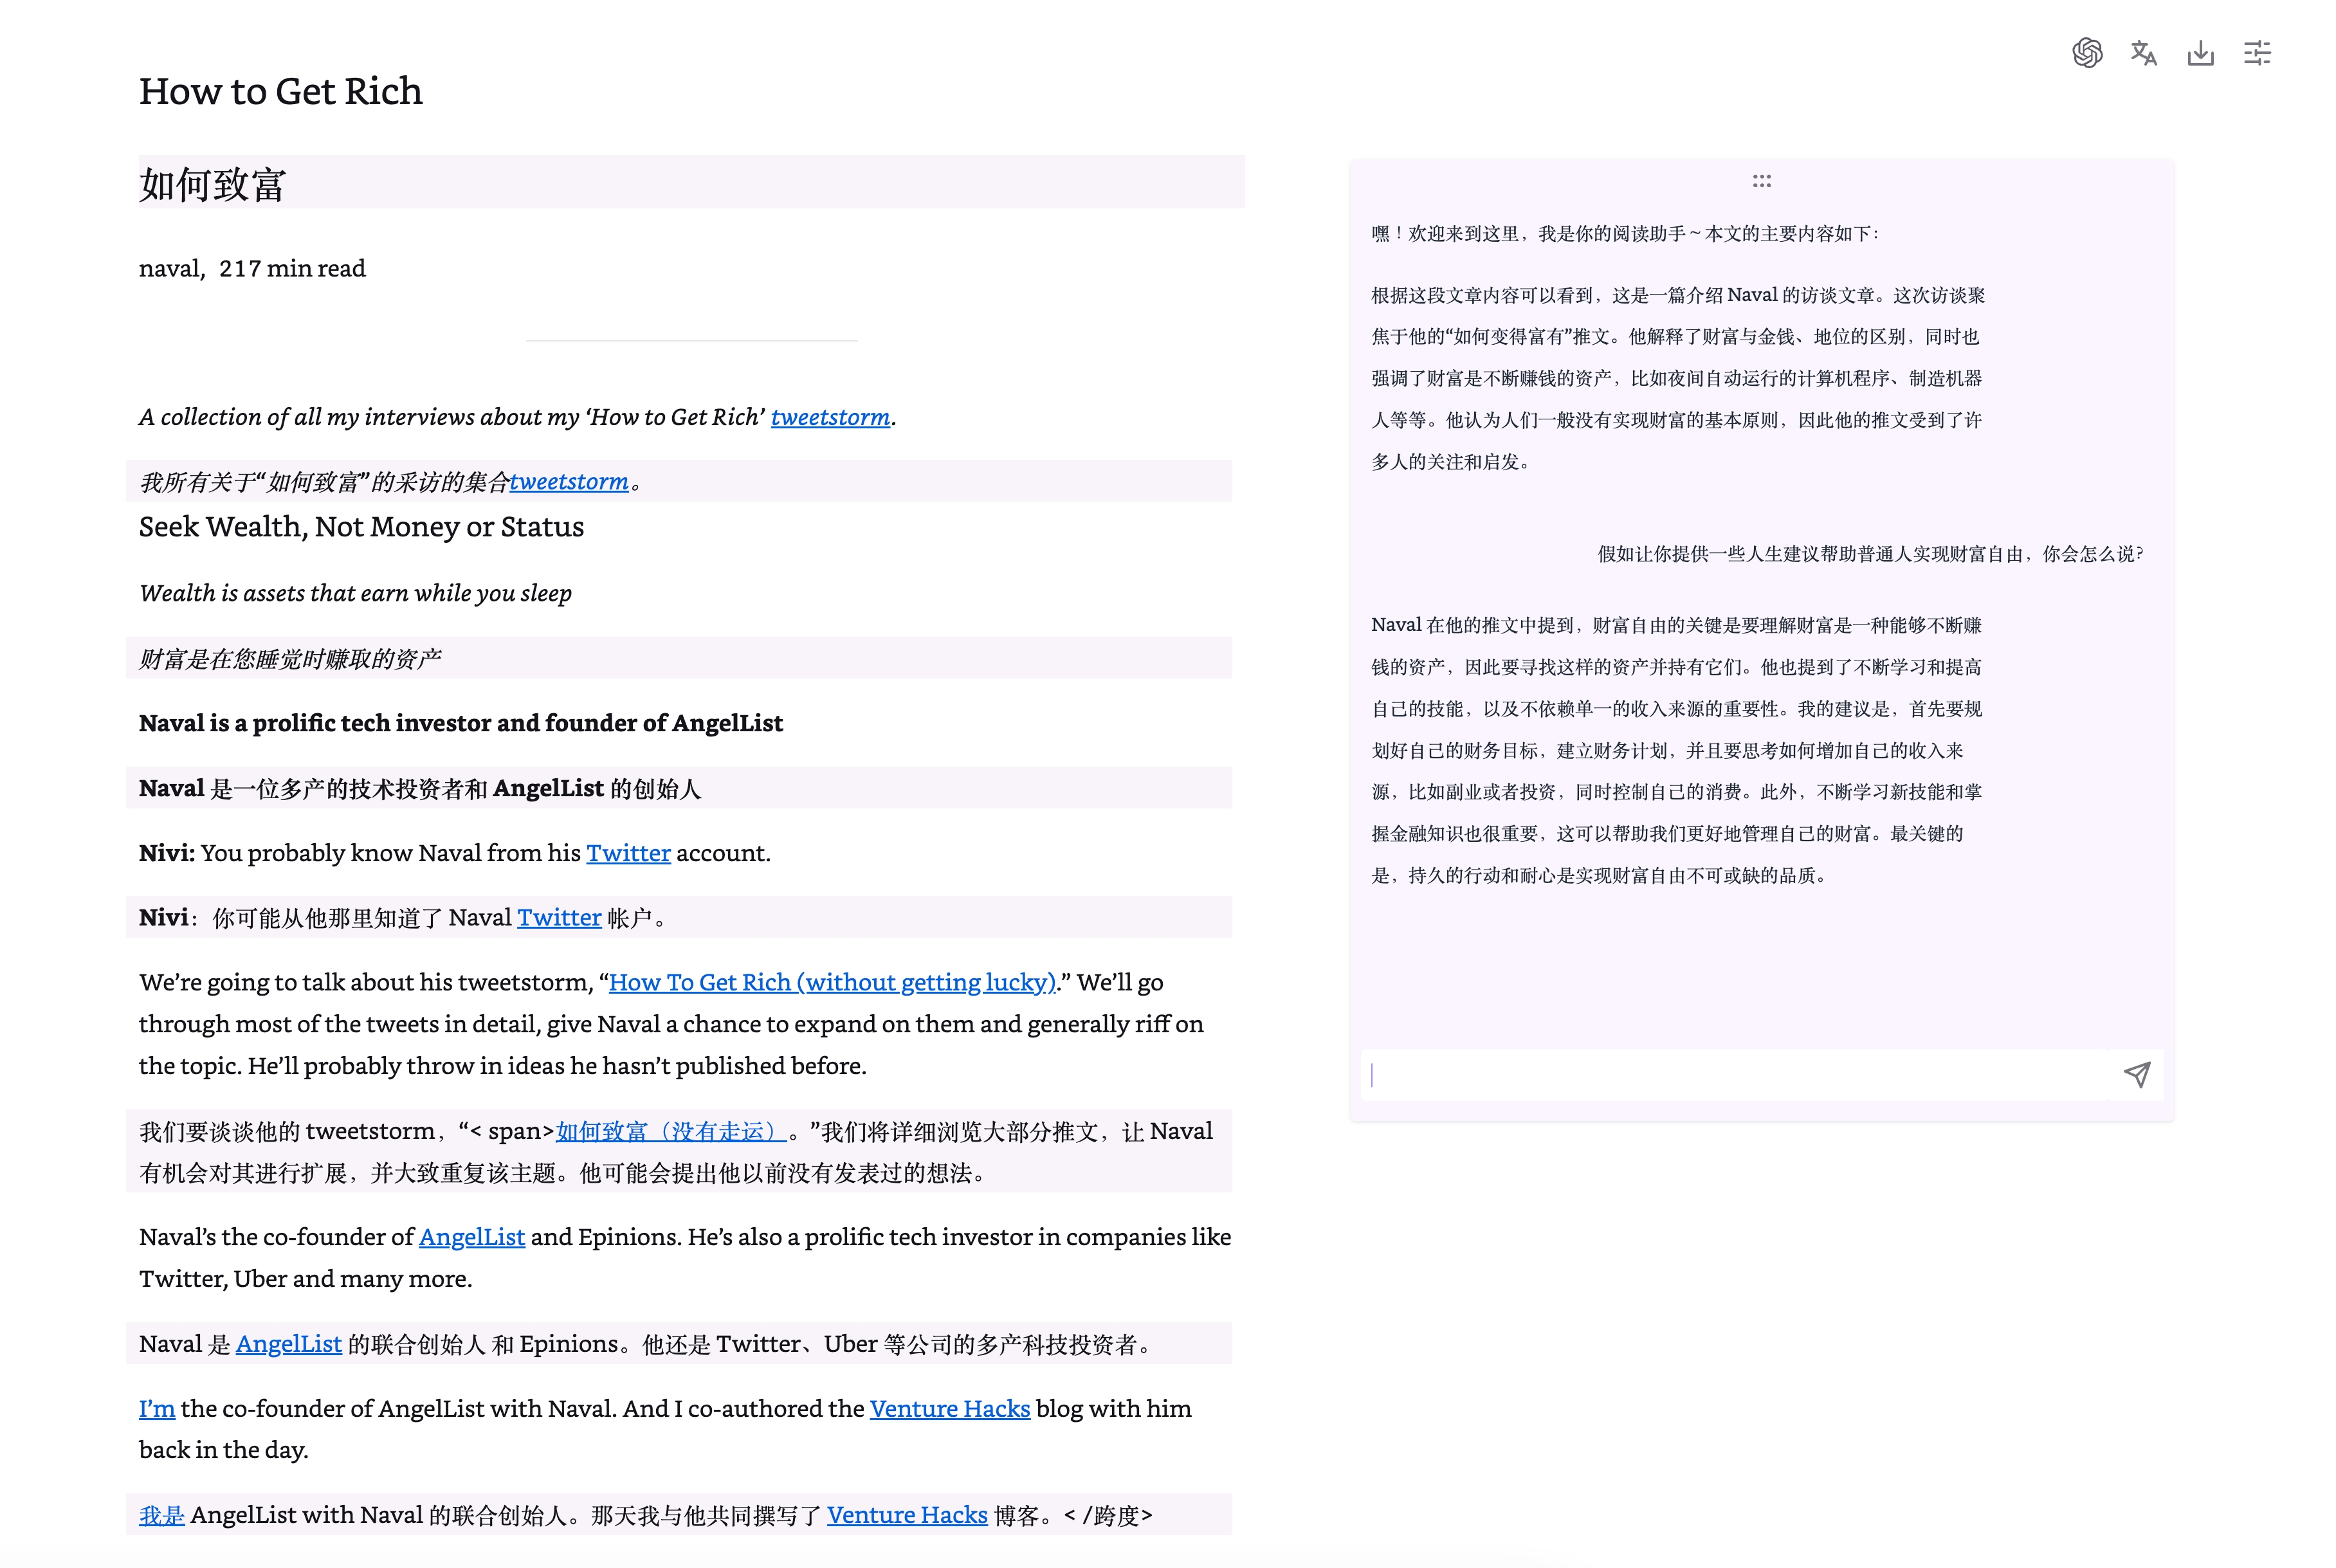 How to Get Rich
如何致富
naval, 217 min read
A collection of all my interviews about my ‘How to Get Rich’ tweetstorm.
我所有关于“如何致富”的采访的集合tweetstorm。
Seek Wealth, Not Money or Status
Wealth is assets that earn while you sleep
财富是在您睡觉时赚取的资产
Naval is a prolific tech investor and founder of AngelList
Naval 是一位多产的技术投资者和 AngelList 的创始人
Nivi: You probably know Naval from his Twitter account.
Nivi：你可能从他那里知道了 Naval Twitter 帐户。
We’re going to talk about his tweetstorm, “How To Get Rich (without getting lucky).” We’ll go
through most of the tweets in detail, give Naval a chance to expand on them and generally riff on
the topic. He’ll probably throw in ideas he hasn’t published before.
我们要谈谈他的 tweetstorm，“< span>如何致富（没有走运）。”我们将详细浏览大部分推文，让 Naval
有机会对其进行扩展，并大致重复该主题。他可能会提出他以前没有发表过的想法。
Naval’s the co-founder of AngelList and Epinions. He’s also a prolific tech investor in companies like
Twitter, Uber and many more.
Naval 是 AngelList 的联合创始人 和 Epinions。他还是 Twitter、Uber 等公司的多产科技投资者。
I’m the co-founder of AngelList with Naval. And I co-authored the Venture Hacks blog with him
back in the day.
我是 AngelList with Naval 的联合创始人。那天我与他共同撰写了 Venture Hacks 博客。< /跨度>
嘿！欢迎来到这里，我是你的阅读助手～本文的主要内容如下：
根据这段文章内容可以看到，这是一篇介绍 Naval 的访谈文章。这次访谈聚
焦于他的“如何变得富有”推文。他解释了财富与金钱、地位的区别，同时也
强调了财富是不断赚钱的资产，比如夜间自动运行的计算机程序、制造机器
人等等。他认为人们一般没有实现财富的基本原则，因此他的推文受到了许
多人的关注和启发。
假如让你提供一些人生建议帮助普通人实现财富自由，你会怎么说?
Naval 在他的推文中提到，财富自由的关键是要理解财富是一种能够不断赚
钱的资产，因此要寻找这样的资产并持有它们。他也提到了不断学习和提高
自己的技能，以及不依赖单一的收入来源的重要性。我的建议是，首先要规
划好自己的财务目标，建立财务计划，并且要思考如何增加自己的收入来
源，比如副业或者投资，同时控制自己的消费。此外，不断学习新技能和掌
握金融知识也很重要，这可以帮助我们更好地管理自己的财富。最关键的
是，持久的行动和耐心是实现财富自由不可或缺的品质。